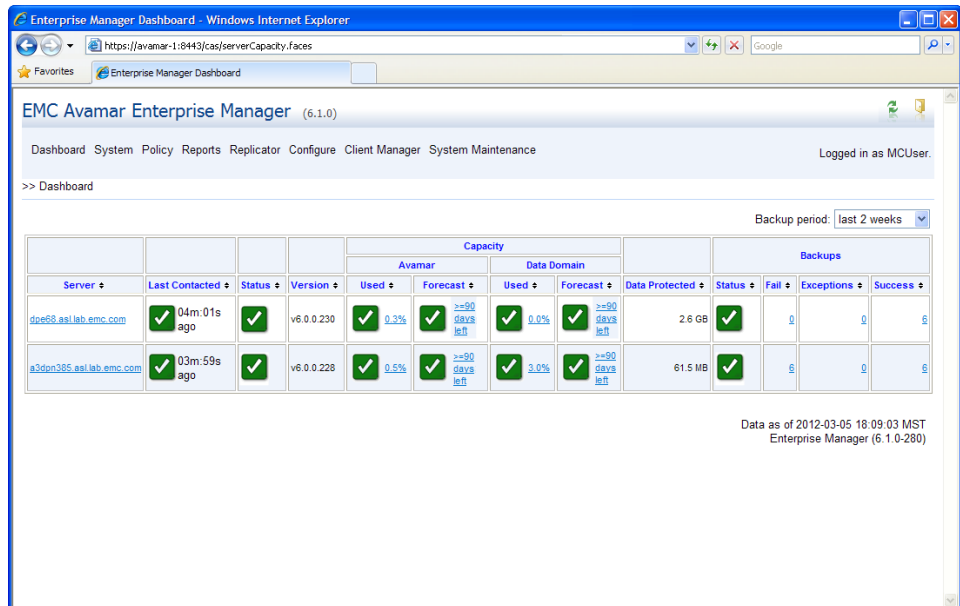 Enterprise Manager Dashboard - Windows Internet Explorer
https://avamar-1:8443/cas/serverCapacity.faces
Google
Favorites
Enterprise Manager Dashboard
EMC Avamar Enterprise Manager (6.1.0)
Dashboard System Policy Reports Replicator Configure Client Manager System Maintenance
Logged in as MCUser.
>> Dashboard
Backup period: last 2 weeks
Capacity
Backups
Avamar
Data Domain
Server Last Contacted Status Version Used Forecast Used Forecast Data Protected Status Fail Exceptions Success
dpe68.asl.lab.emc.com
04m:01s
ago
v6.0.0.230
0.3%
>=90
days
left
0.0%
>=90
days
left
2.6 GB
0
0
6
a3dpn385.asl.lab.emc.com
03m:59s
ago
v6.0.0.228
0.5%
>=90
days
left
3.0%
>=90
days
left
61.5 MB
6
0
6
Data as of 2012-03-05 18:09:03 MST
Enterprise Manager (6.1.0-280)